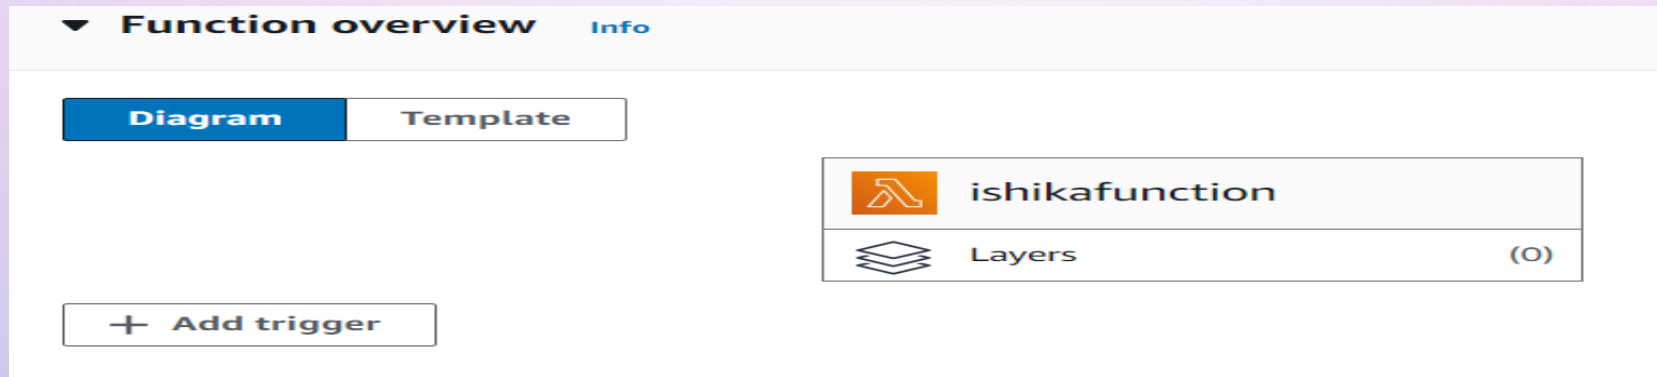 Function overview Info
Diagram Template
ishikafunction
Layers (0)
Add trigger